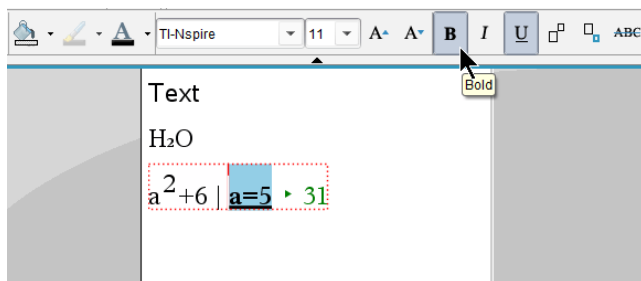 A TI-Nspire 11 A A B I U ABC
Bold
Text
H₂O
a²+6 | a=5 ▸ 31